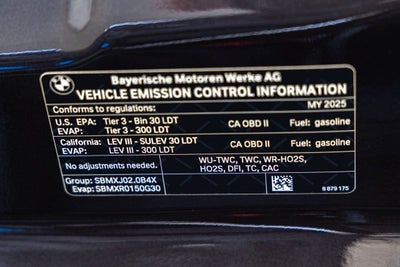 Bayerische Motoren Werke AG
VEHICLE EMISSION CONTROL INFORMATION
Conforms to regulations: MY 2025
U.S. EPA: Tier 3 - Bin 30 LDT CA OBD II Fuel: gasoline
EVAP: Tier 3 - 300 LDT
California: LEV III - SULEV 30 LDT CA OBD II Fuel: gasoline
Evap: LEV III - 300 LDT
No adjustments needed.
WU-TWC, TWC, WR-HO2S,
HO2S, DFI, TC, CAC
Group: SBMXJ02.0B4X
Evap: SBMXR0150G30
8 879 175